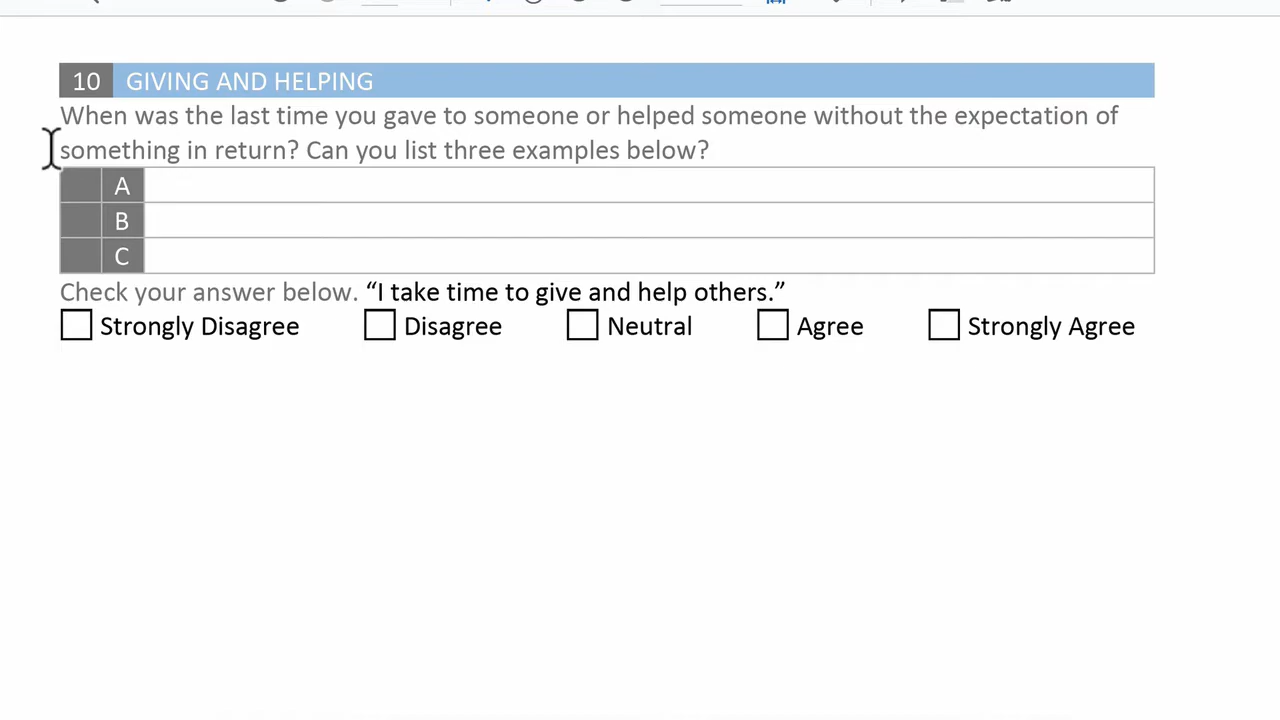 10 GIVING AND HELPING
When was the last time you gave to someone or helped someone without the expectation of
something in return? Can you list three examples below?
A
B
C
Check your answer below. “I take time to give and help others.”
Strongly Disagree Disagree Neutral Agree Strongly Agree